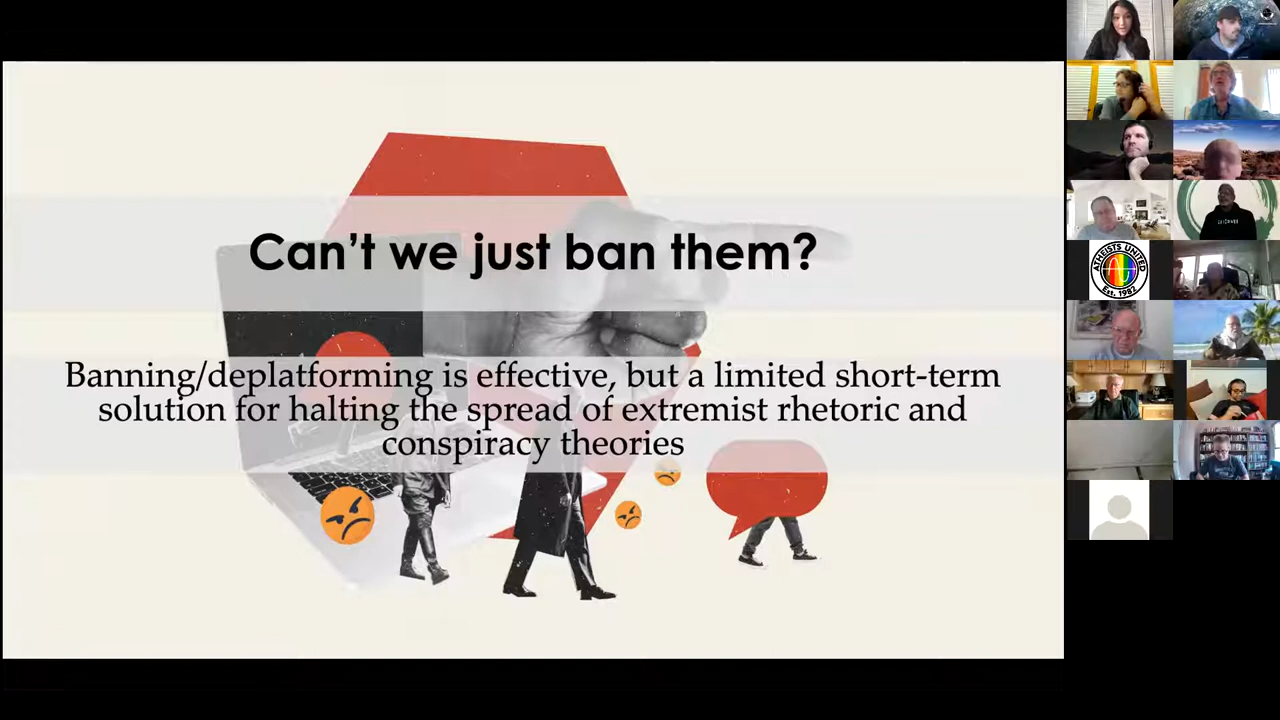 Can’t we just ban them?
Banning/deplatforming is effective, but a limited short-term
solution for halting the spread of extremist rhetoric and
conspiracy theories
ATHEISTS UNITED
Est. 1982